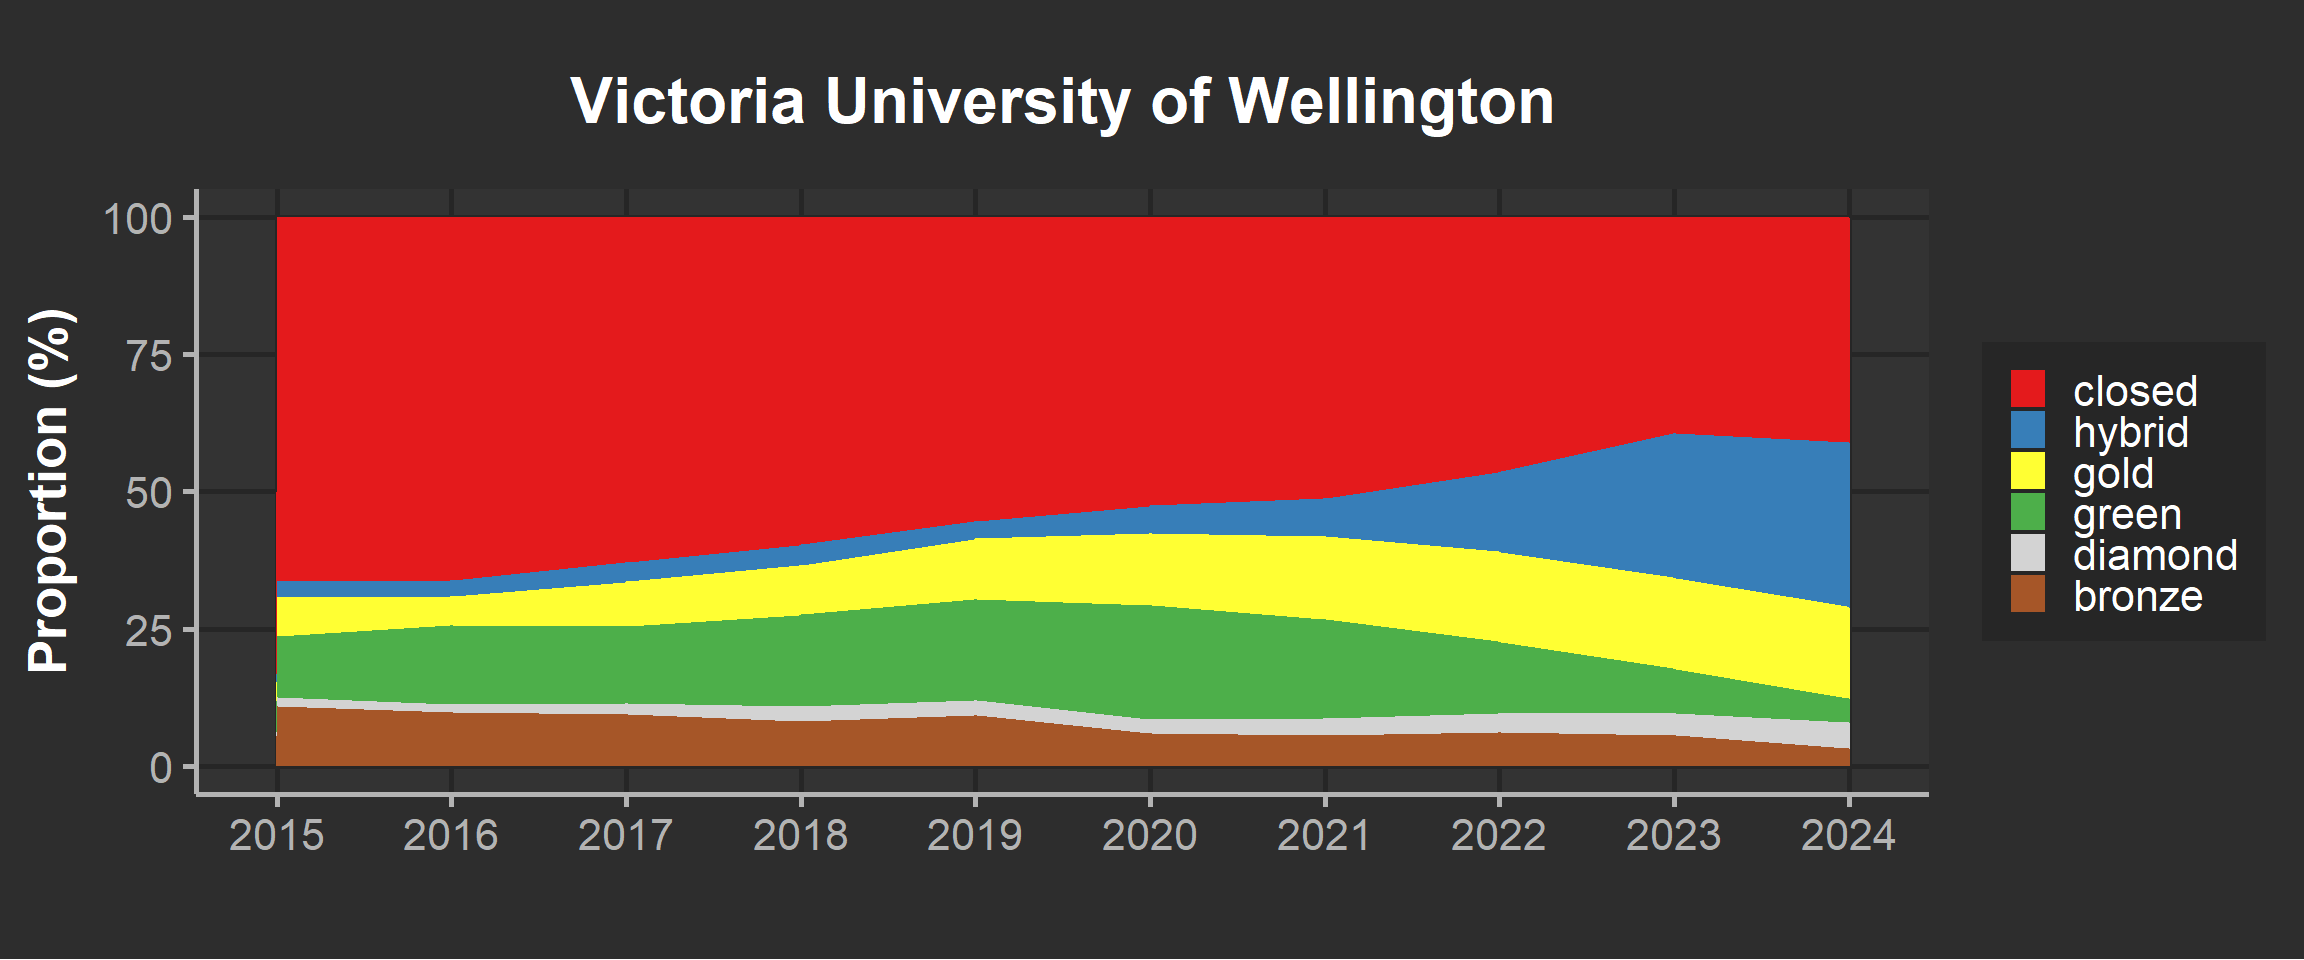 Victoria University of Wellington
Proportion (%)
100
75
50
25
0
2015 2016 2017 2018 2019 2020 2021 2022 2023 2024
closed
hybrid
gold
green
diamond
bronze